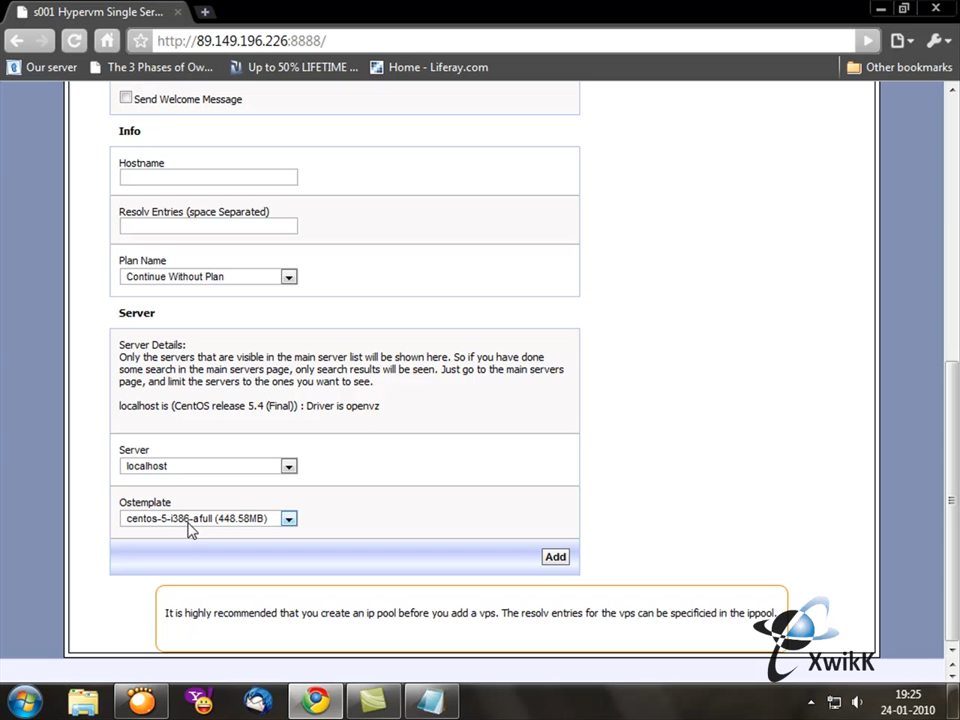 s001 Hypervm Single Ser...
http://89.149.196.226:8888/
Our server
The 3 Phases of Ow...
Up to 50% LIFETIME ...
Home - Liferay.com
Other bookmarks
Send Welcome Message
Info
Hostname
Resolv Entries (space Separated)
Plan Name
Continue Without Plan
Server
Server Details:
Only the servers that are visible in the main server list will be shown here. So if you have done
some search in the main servers page, only search results will be seen. Just go to the main servers
page, and limit the servers to the ones you want to see.
localhost is (CentOS release 5.4 (Final)) : Driver is openvz
Server
localhost
Ostemplate
centos-5-i386-afull (448.58MB)
Add
It is highly recommended that you create an ip pool before you add a vps. The resolv entries for the vps can be specificied in the ippool.
XwikK
19:25
24-01-2010